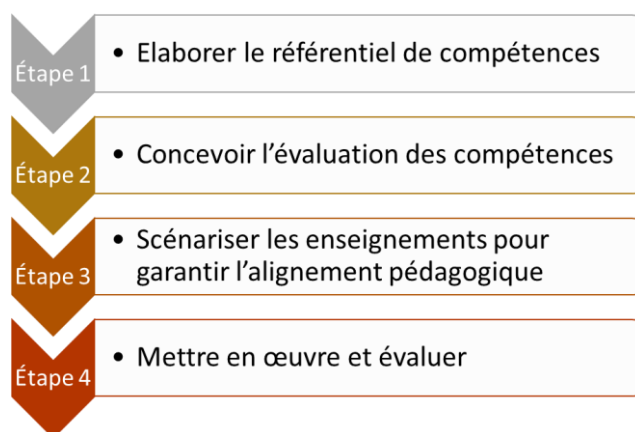 Étape 1
• Elaborer le référentiel de compétences
Étape 2
• Concevoir l’évaluation des compétences
Étape 3
• Scénariser les enseignements pour
garantir l’alignement pédagogique
Étape 4
• Mettre en œuvre et évaluer